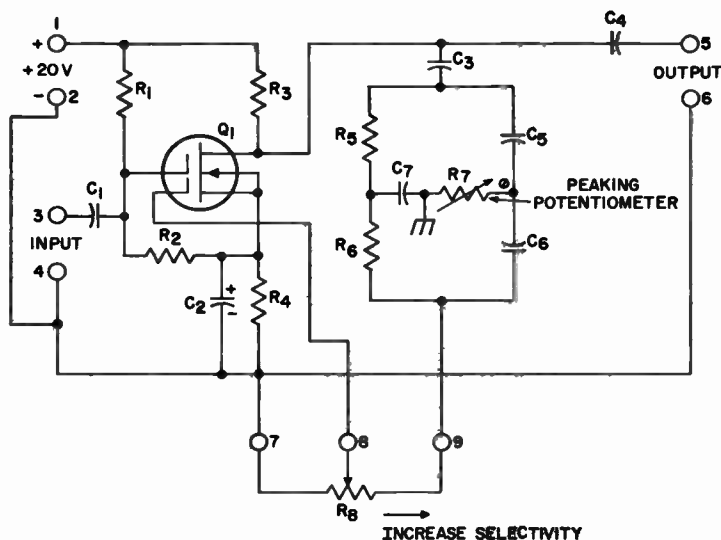 1
+
+20V
-
2
R1
R3
Q1
C1
3
INPUT
4
R2
C2
+
-
R4
C3
C4
5
OUTPUT
6
R5
C5
C7
R7
PEAKING
POTENTIOMETER
R6
C6
7
8
9
R8
INCREASE SELECTIVITY